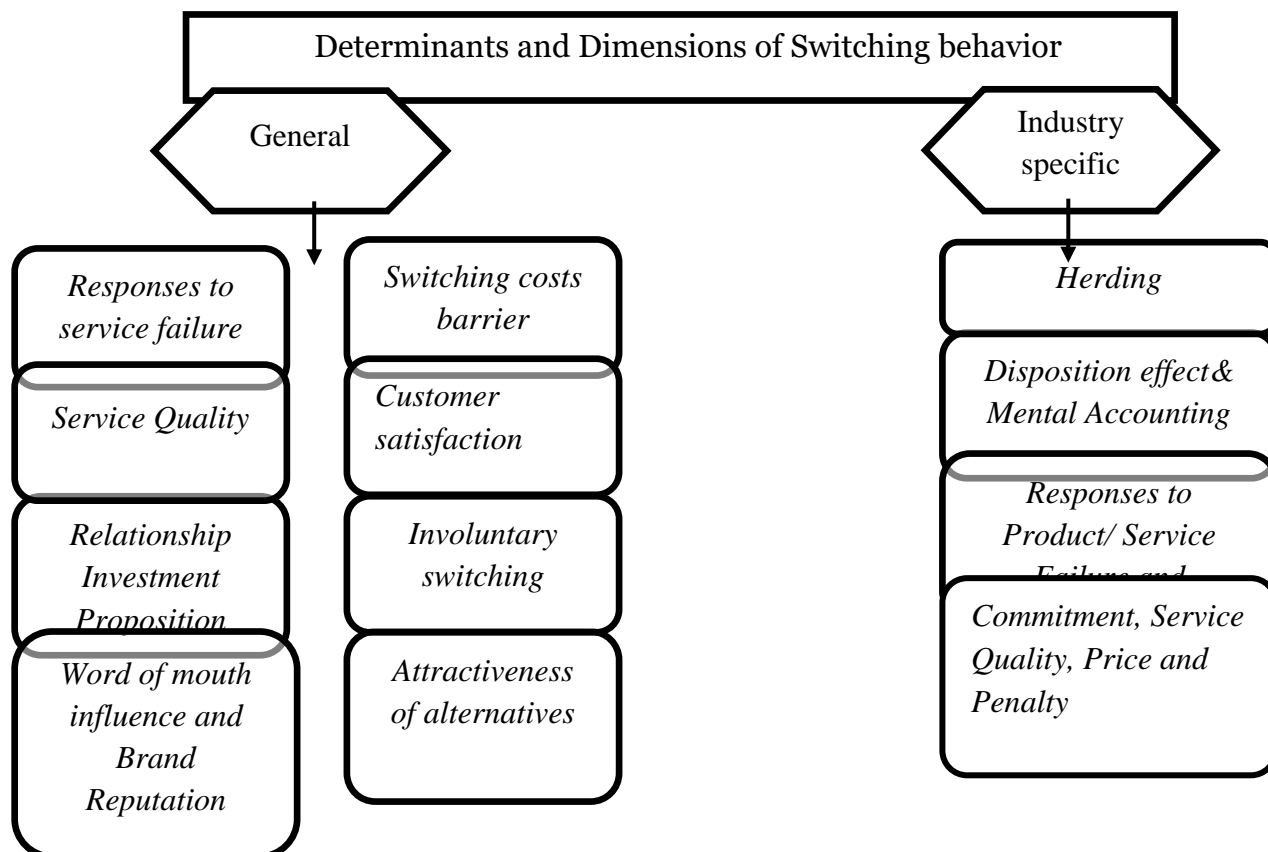 Determinants and Dimensions of Switching behavior
General
Industry
specific
Responses to
service failure
Service Quality
Relationship
Investment
Proposition
Word of mouth
influence and
Brand
Reputation
Switching costs
barrier
Customer
satisfaction
Involuntary
switching
Attractiveness
of alternatives
Herding
Disposition effect&
Mental Accounting
Responses to
Product/ Service
Failure and
Commitment, Service
Quality, Price and
Penalty